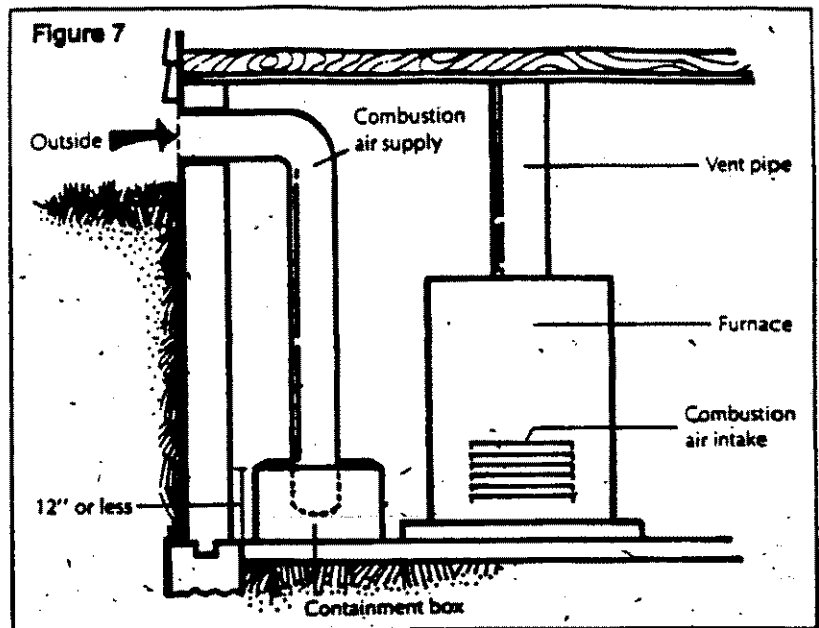 Figure 7
Outside
Combustion
air supply
Vent pipe
Furnace
Combustion
air intake
12" or less
Containment box